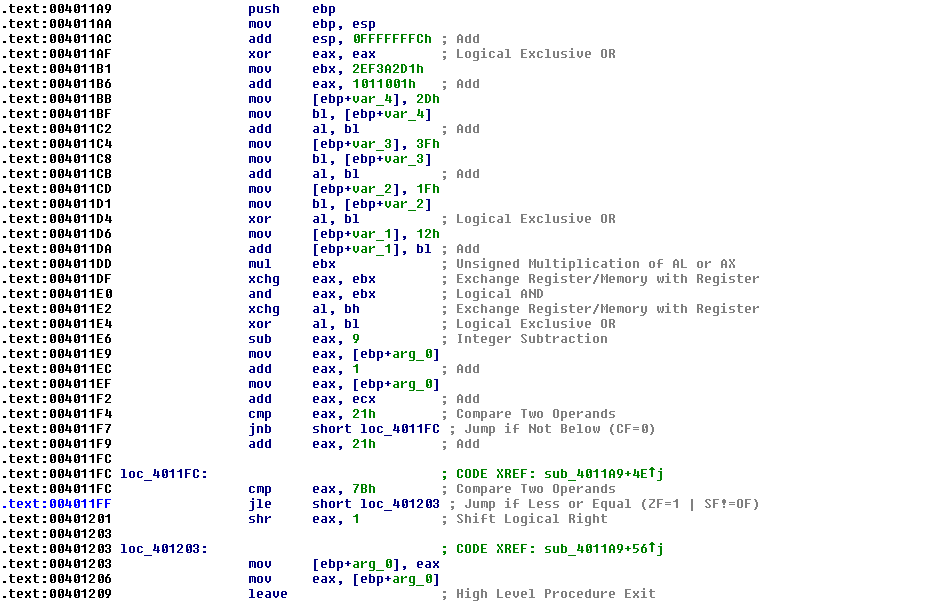 .text:004011A9 push ebp
.text:004011AA mov ebp, esp
.text:004011AC add esp, 0FFFFFFFCh ; Add
.text:004011AF xor eax, eax ; Logical Exclusive OR
.text:004011B1 mov ebx, 2EF3A2D1h
.text:004011B6 add eax, 1011001h ; Add
.text:004011BB mov [ebp+var_4], 2Dh
.text:004011BF mov bl, [ebp+var_4]
.text:004011C2 add al, bl ; Add
.text:004011C4 mov [ebp+var_3], 3Fh
.text:004011C8 mov bl, [ebp+var_3]
.text:004011CB add al, bl ; Add
.text:004011CD mov [ebp+var_2], 1Fh
.text:004011D1 mov bl, [ebp+var_2]
.text:004011D4 xor al, bl ; Logical Exclusive OR
.text:004011D6 mov [ebp+var_1], 12h
.text:004011DA add [ebp+var_1], bl ; Add
.text:004011DD mul ebx ; Unsigned Multiplication of AL or AX
.text:004011DF xchg eax, ebx ; Exchange Register/Memory with Register
.text:004011E0 and eax, ebx ; Logical AND
.text:004011E2 xchg al, bh ; Exchange Register/Memory with Register
.text:004011E4 xor al, bl ; Logical Exclusive OR
.text:004011E6 sub eax, 9 ; Integer Subtraction
.text:004011E9 mov eax, [ebp+arg_0]
.text:004011EC add eax, 1 ; Add
.text:004011EF mov eax, [ebp+arg_0]
.text:004011F2 add eax, ecx ; Add
.text:004011F4 cmp eax, 21h ; Compare Two Operands
.text:004011F7 jnb short loc_4011FC ; Jump if Not Below (CF=0)
.text:004011F9 add eax, 21h ; Add
.text:004011FC
.text:004011FC loc_4011FC: ; CODE XREF: sub_4011A9+4E↑j
.text:004011FC cmp eax, 7Bh ; Compare Two Operands
.text:004011FF jle short loc_401203 ; Jump if Less or Equal (ZF=1 | SF!=OF)
.text:00401201 shr eax, 1 ; Shift Logical Right
.text:00401203
.text:00401203 loc_401203: ; CODE XREF: sub_4011A9+56↑j
.text:00401203 mov [ebp+arg_0], eax
.text:00401206 mov eax, [ebp+arg_0]
.text:00401209 leave ; High Level Procedure Exit